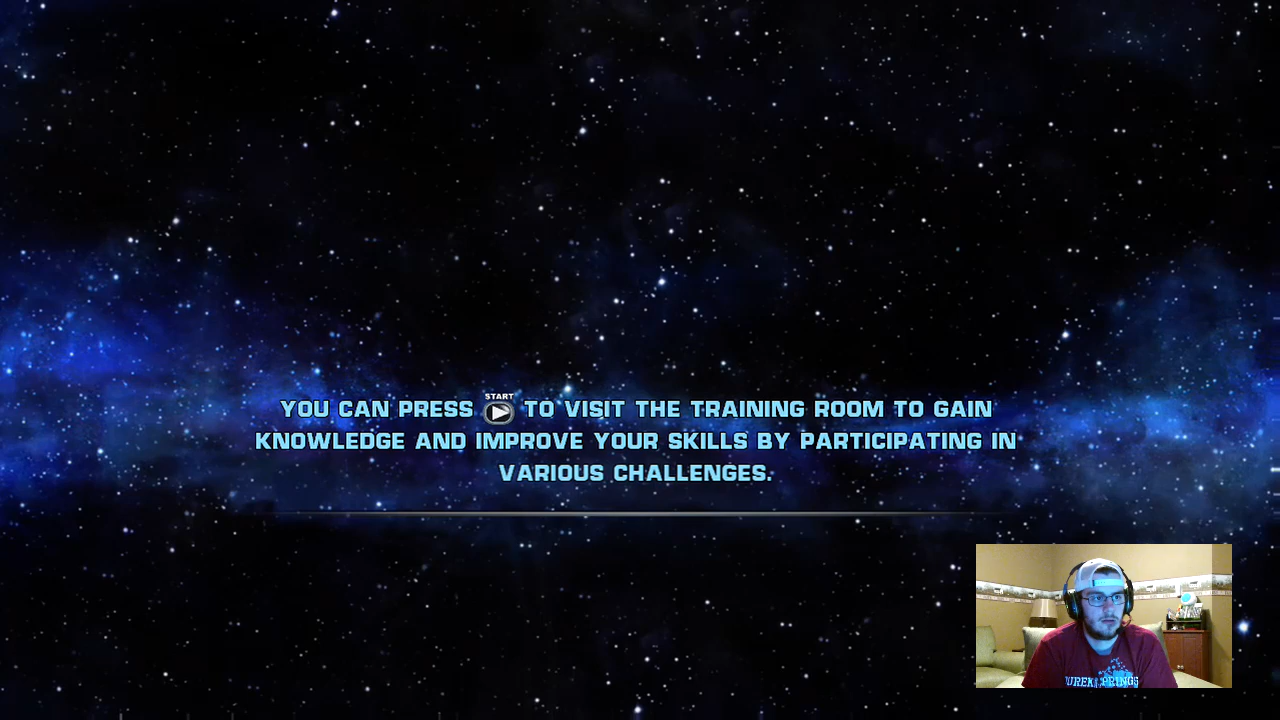 YOU CAN PRESS START TO VISIT THE TRAINING ROOM TO GAIN
KNOWLEDGE AND IMPROVE YOUR SKILLS BY PARTICIPATING IN
VARIOUS CHALLENGES.